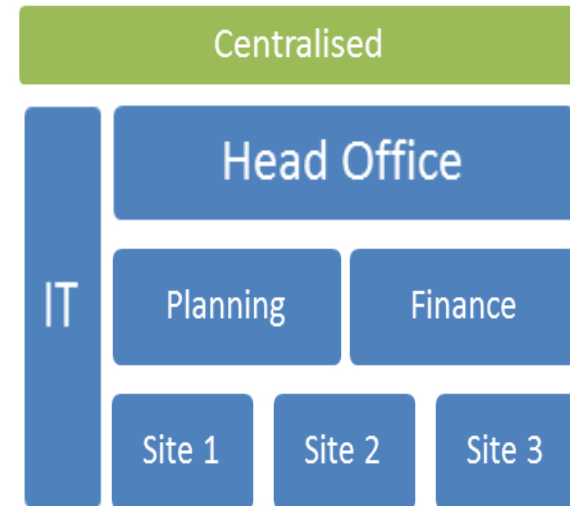 Centralised
Head Office
IT
Planning
Finance
Site 1
Site 2
Site 3